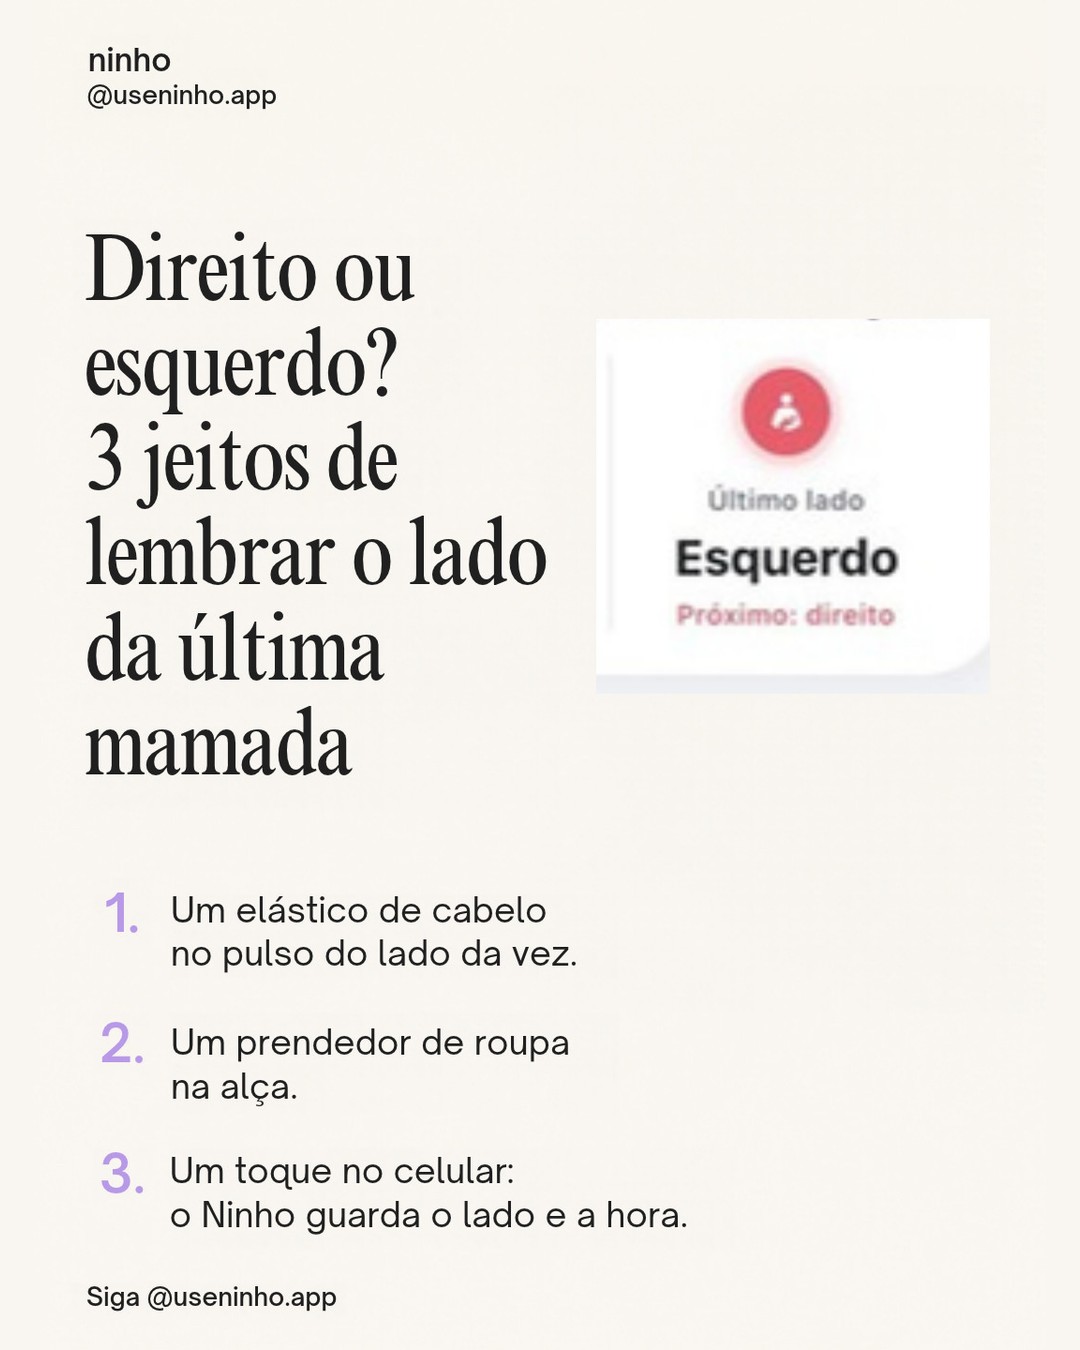 ninho
@useninho.app
Direito ou
esquerdo?
3 jeitos de
lembrar o lado
da última
mamada
Último lado
Esquerdo
Próximo: direito
1. Um elástico de cabelo
no pulso do lado da vez.
2. Um prendedor de roupa
na alça.
3. Um toque no celular:
o Ninho guarda o lado e a hora.
Siga @useninho.app